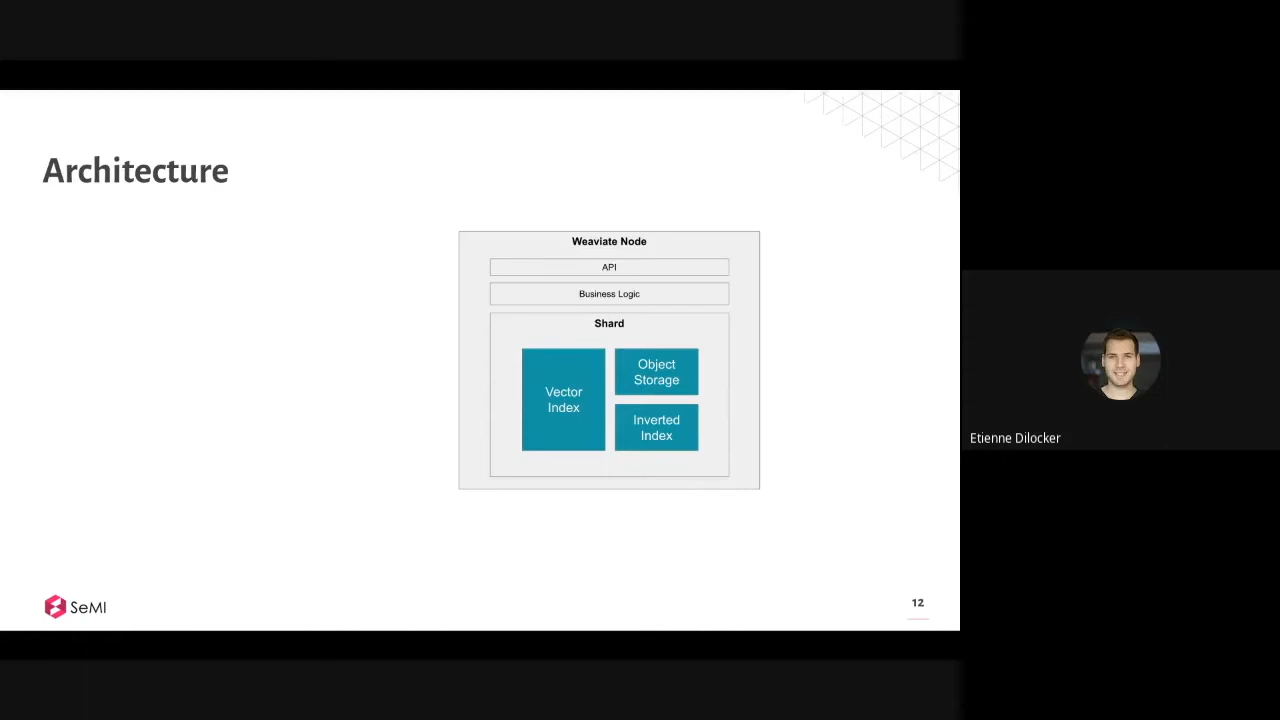 Architecture
Weaviate Node
API
Business Logic
Shard
Vector
Index
Object
Storage
Inverted
Index
Etienne Dilocker
SeMI
12